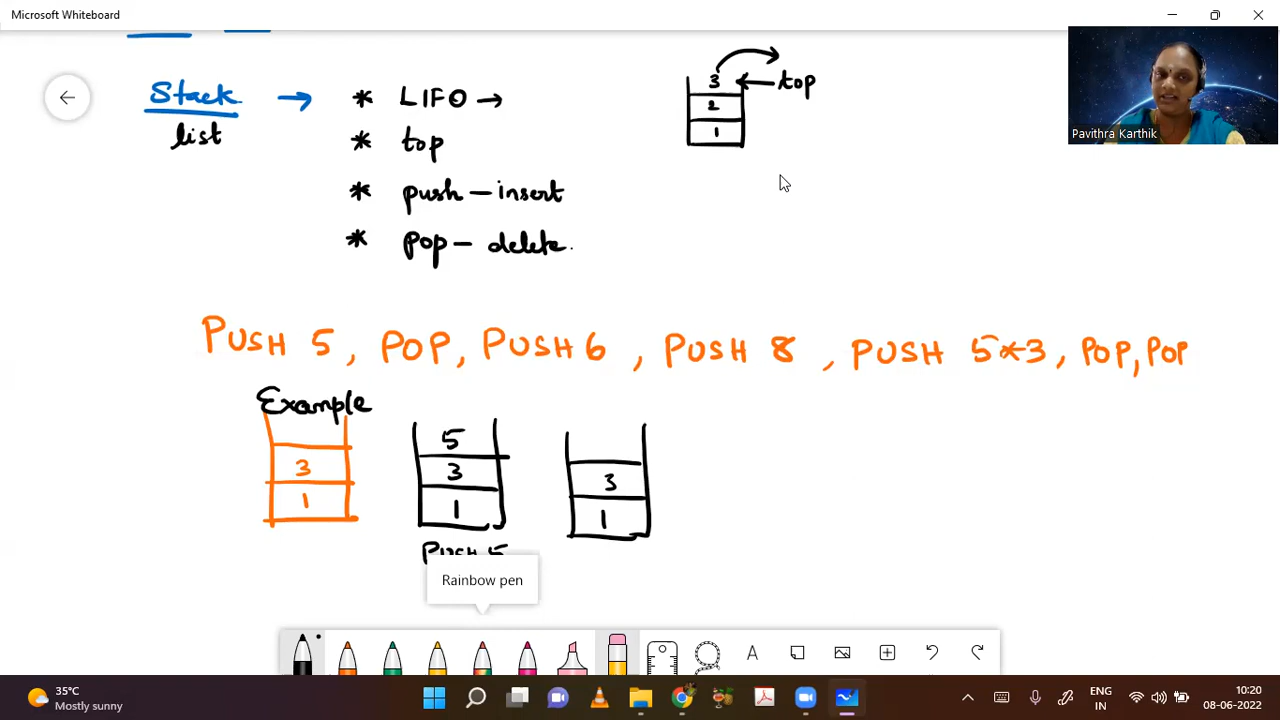 Microsoft Whiteboard
Stack → * LIFO →
list
* top
* push - insert
* pop - delete.
3 ← top
2
1
Pavithra Karthik
PUSH 5, POP, PUSH 6, PUSH 8, PUSH 5*3, POP, POP
Example
3
1
5
3
1
PUSH 5
3
1
Rainbow pen
A
35°C
Mostly sunny
ENG
IN
10:20
08-06-2022